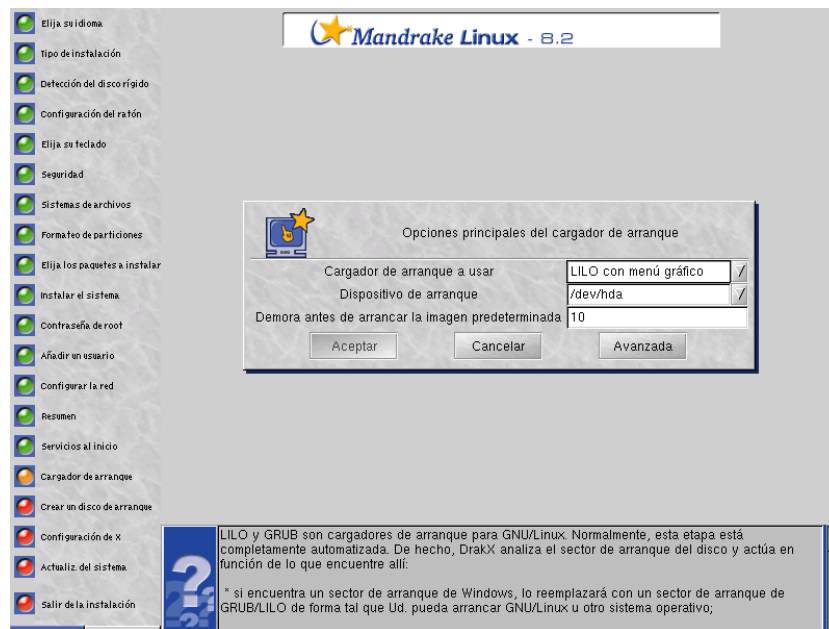 Elija su idioma
Tipo de instalación
Detección del disco rígido
Configuración del ratón
Elija su teclado
Seguridad
Sistemas de archivos
Formateo de particiones
Elija los paquetes a instalar
Instalar el sistema
Contraseña de root
Añadir un usuario
Configurar la red
Resumen
Servicios al inicio
Cargador de arranque
Crear un disco de arranque
Configuración de X
Actualiz. del sistema
Salir de la instalación
Mandrake Linux - 8.2
Opciones principales del cargador de arranque
Cargador de arranque a usar LILO con menú gráfico
Dispositivo de arranque /dev/hda
Demora antes de arrancar la imagen predeterminada 10
Aceptar Cancelar Avanzada
LILO y GRUB son cargadores de arranque para GNU/Linux. Normalmente, esta etapa está
completamente automatizada. De hecho, DrakX analiza el sector de arranque del disco y actúa en
función de lo que encuentre allí:
* si encuentra un sector de arranque de Windows, lo reemplazará con un sector de arranque de
GRUB/LILO de forma tal que Ud. pueda arrancar GNU/Linux u otro sistema operativo;